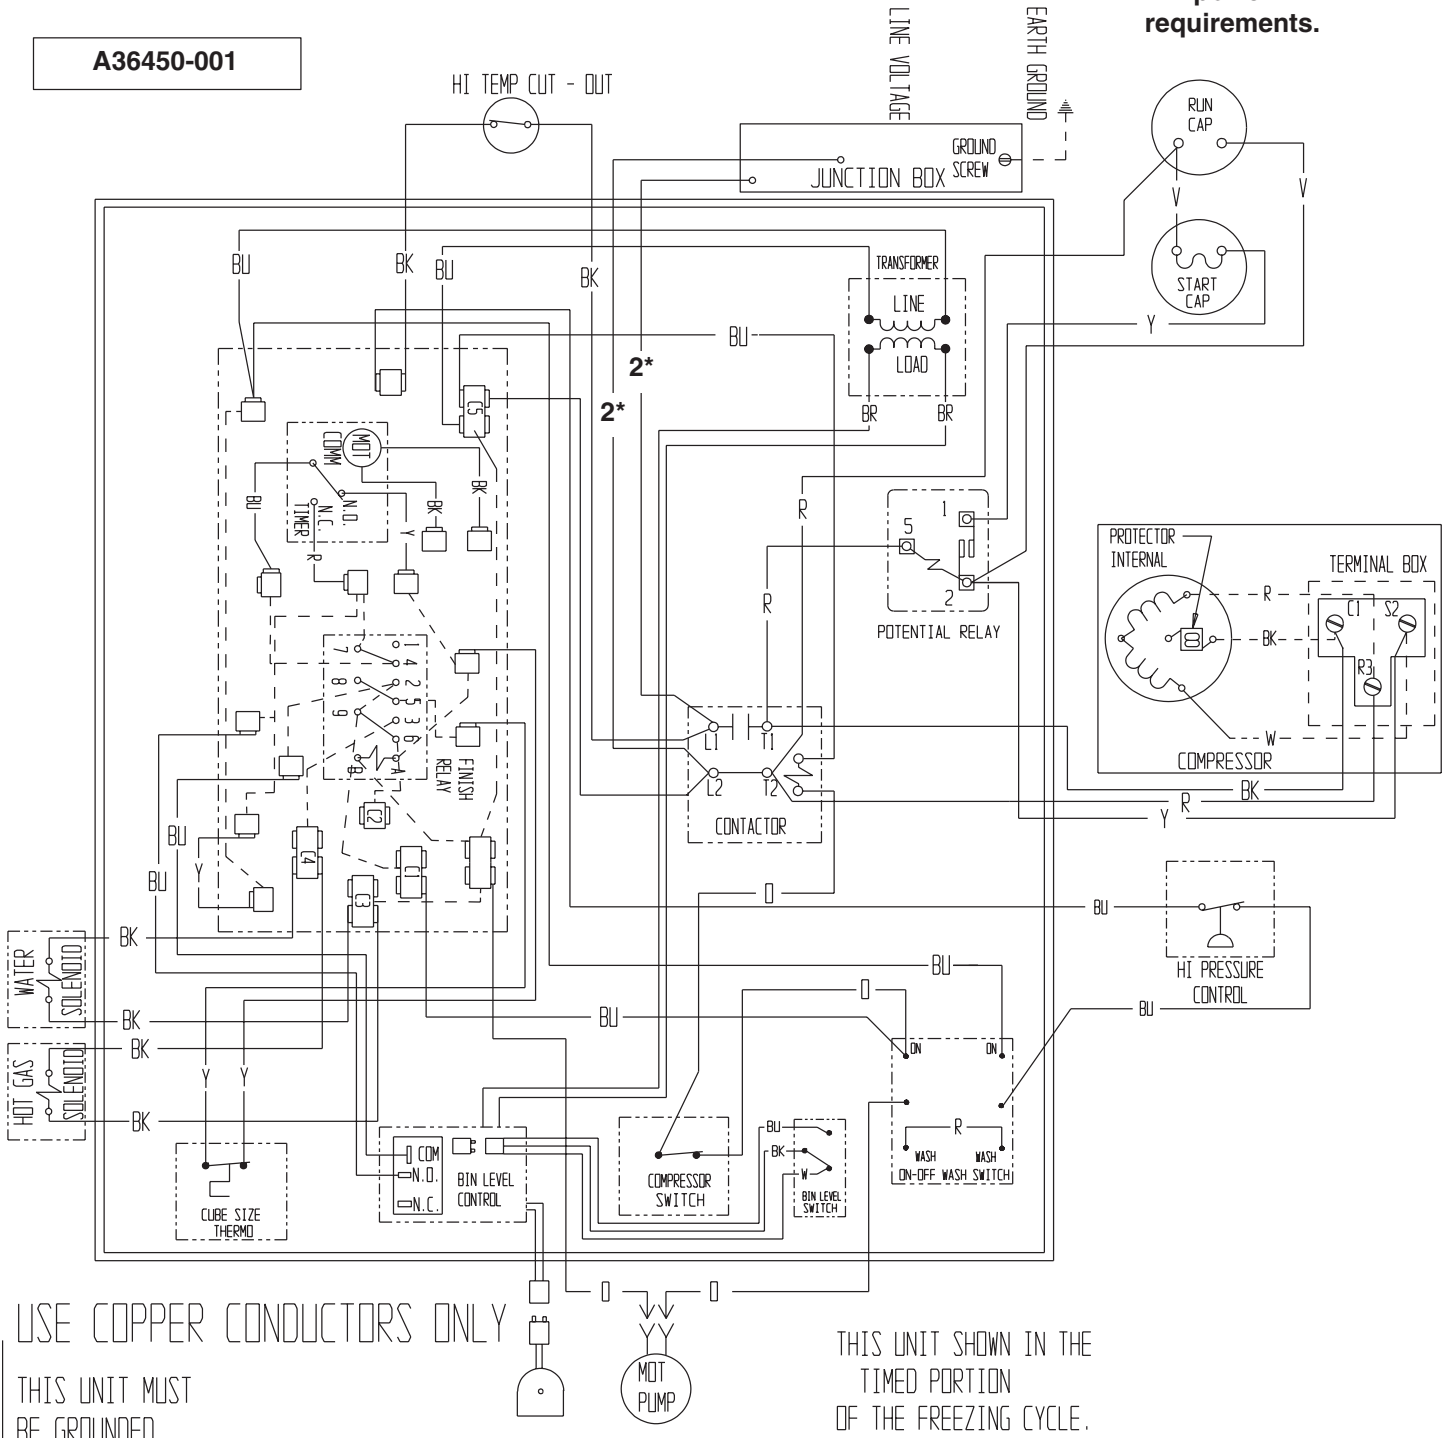 requirements.
A36450-001
HI TEMP CUT - OUT
LINE VOLTAGE
EARTH GROUND
RUN
CAP
GROUND
SCREW
JUNCTION BOX
V
V
START
CAP
BU
BK
BU
BK
TRANSFORMER
LINE
LOAD
BU
Y
2*
2*
BR
BR
C5
MOT
COMM
N.O.
N.C.
TIMER
BU
BK
BK
Y
R
R
R
1
5
2
POTENTIAL RELAY
PROTECTOR
INTERNAL
TERMINAL BOX
R
C1
S2
BK
R3
W
COMPRESSOR
7
1
4
8
2
5
9
3
6
B
A
FINISH
RELAY
L1
T1
L2
T2
CONTACTOR
BK
R
Y
C2
C4
C1
C3
BU
BU
Y
O
BU
HI PRESSURE
CONTROL
BU
BK
WATER
SOLENOID
BK
BU
O
BU
BK
HOT GAS
SOLENOID
Y
Y
BK
ON
ON
R
WASH
WASH
ON-OFF WASH SWITCH
COM
N.O.
N.C.
BIN LEVEL
CONTROL
COMPRESSOR
SWITCH
BU
BK
W
BIN LEVEL
SWITCH
CUBE SIZE
THERMO
O
O
MOT
PUMP
USE COPPER CONDUCTORS ONLY
THIS UNIT MUST
BE GROUNDED
THIS UNIT SHOWN IN THE
TIMED PORTION
OF THE FREEZING CYCLE.